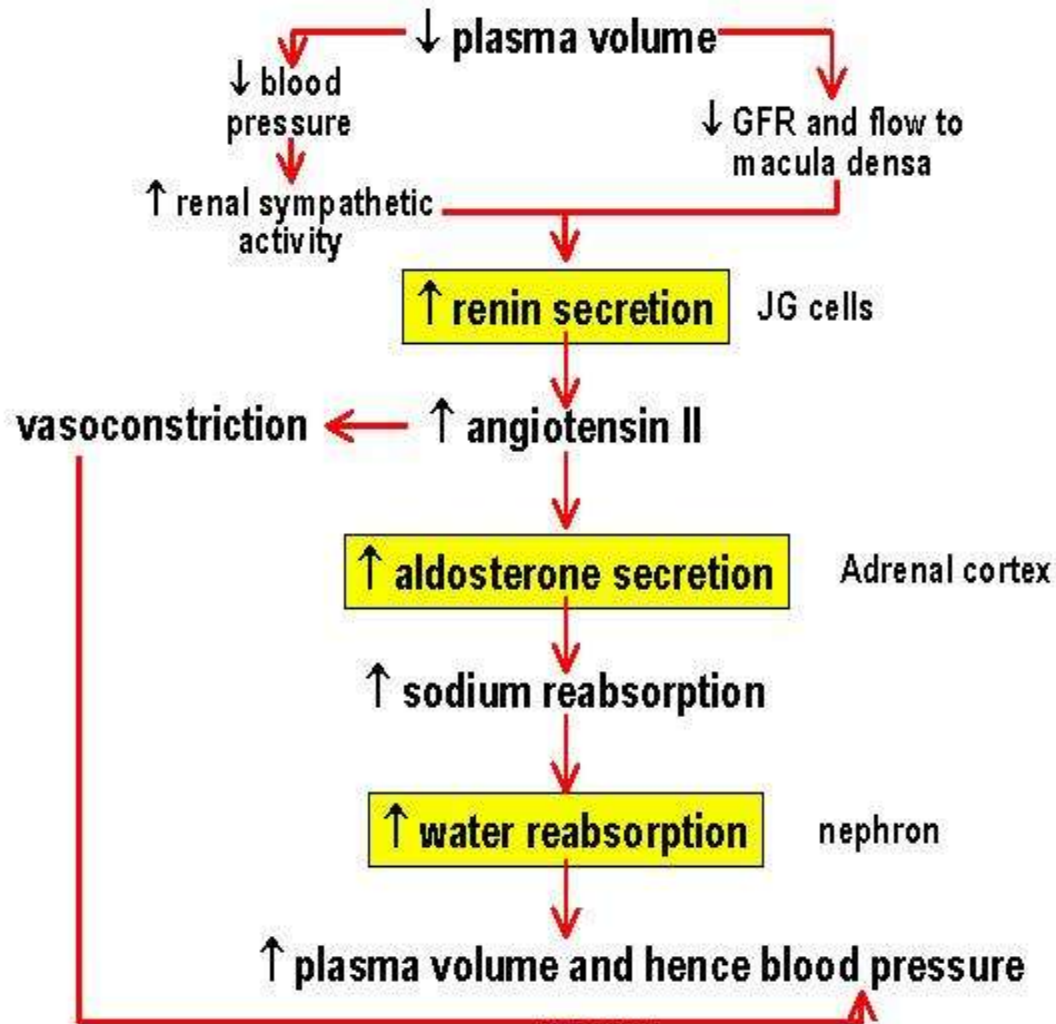 ↓ plasma volume
↓ blood
pressure
↓ GFR and flow to
macula densa
↑ renal sympathetic
activity
↑ renin secretion
JG cells
vasoconstriction
↑ angiotensin II
↑ aldosterone secretion
Adrenal cortex
↑ sodium reabsorption
↑ water reabsorption
nephron
↑ plasma volume and hence blood pressure